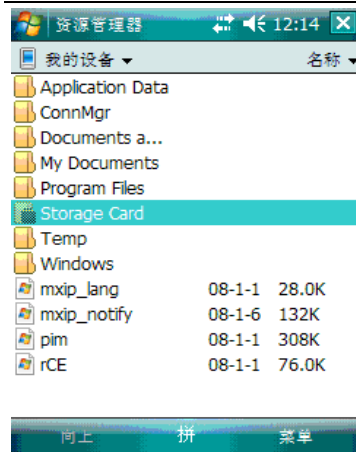 资源管理器 12:14
我的设备 名称
Application Data
ConnMgr
Documents a...
My Documents
Program Files
Storage Card
Temp
Windows
mxip_lang 08-1-1 28.0K
mxip_notify 08-1-6 132K
pim 08-1-1 308K
rCE 08-1-1 76.0K
向上 拼 菜单